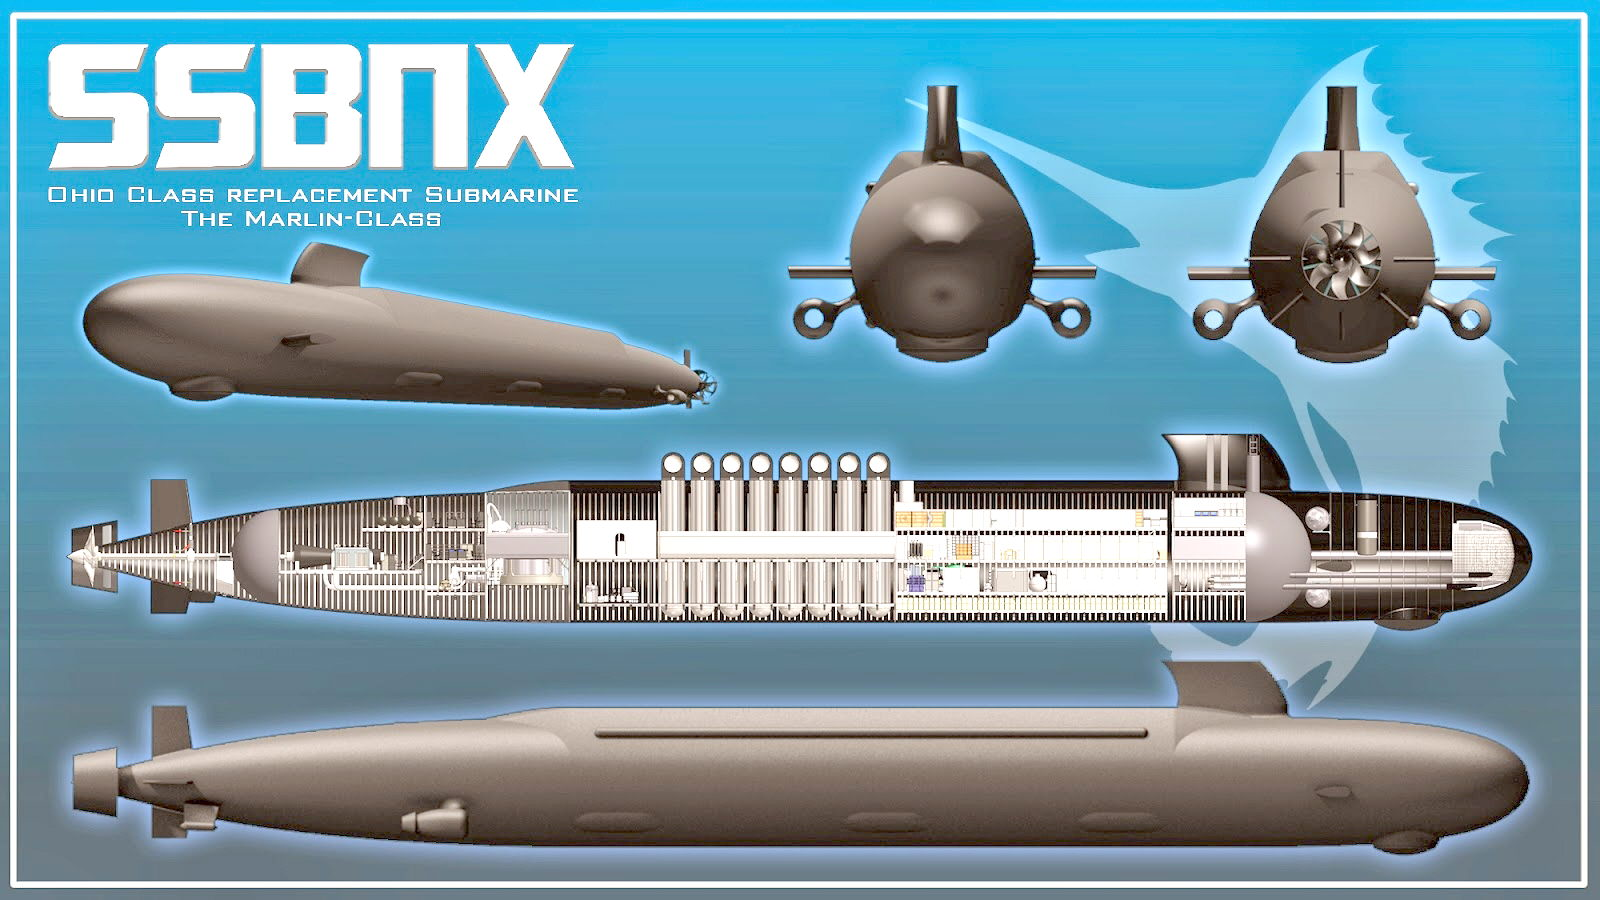 SSBNX
Ohio Class replacement Submarine
The Marlin-Class